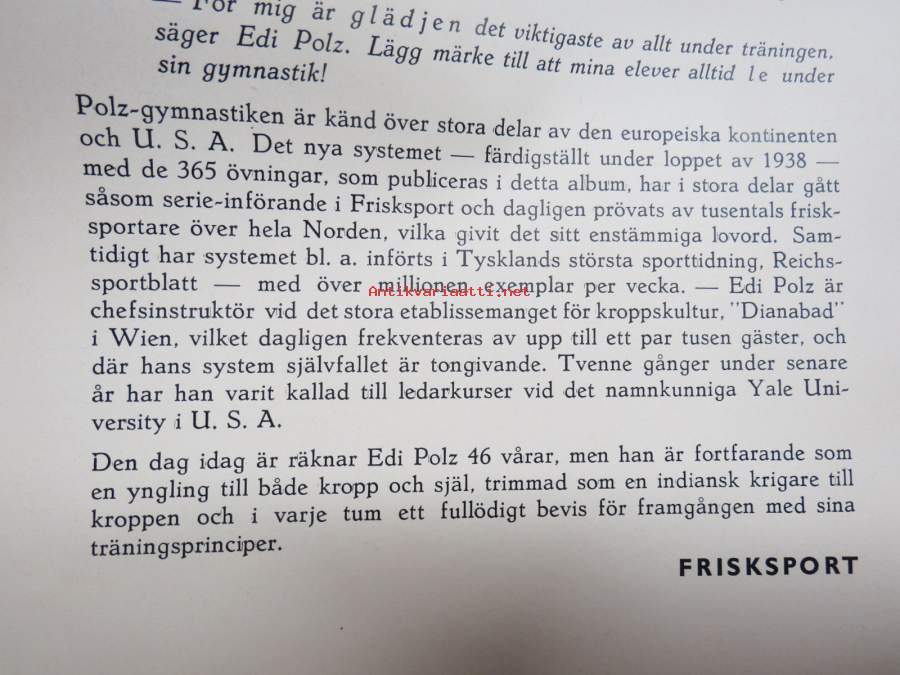 — För mig är glädjen det viktigaste av allt under träningen,
säger Edi Polz. Lägg märke till att mina elever alltid le under
sin gymnastik!
Polz-gymnastiken är känd över stora delar av den europeiska kontinenten
och U. S. A. Det nya systemet — färdigställt under loppet av 1938 —
med de 365 övningar, som publiceras i detta album, har i stora delar gått
såsom serie-införande i Frisksport och dagligen prövats av tusentals frisk-
sportare över hela Norden, vilka givit det sitt enstämmiga lovord. Sam-
tidigt har systemet bl. a. införts i Tysklands största sporttidning, Reichs-
sportblatt — med över millionen exemplar per vecka. — Edi Polz är
Antikvariaatti.net
chefsinstruktör vid det stora etablissemanget för kroppskultur, "Dianabad"
i Wien, vilket dagligen frekventeras av upp till ett par tusen gäster, och
där hans system självfallet är tongivande. Tvenne gånger under senare
år har han varit kallad till ledarkurser vid det namnkunniga Yale Uni-
versity i U. S. A.
Den dag idag är räknar Edi Polz 46 vårar, men han är fortfarande som
en yngling till både kropp och själ, trimmad som en indiansk krigare till
kroppen och i varje tum ett fullödigt bevis för framgången med sina
träningsprinciper.
FRISKSPORT